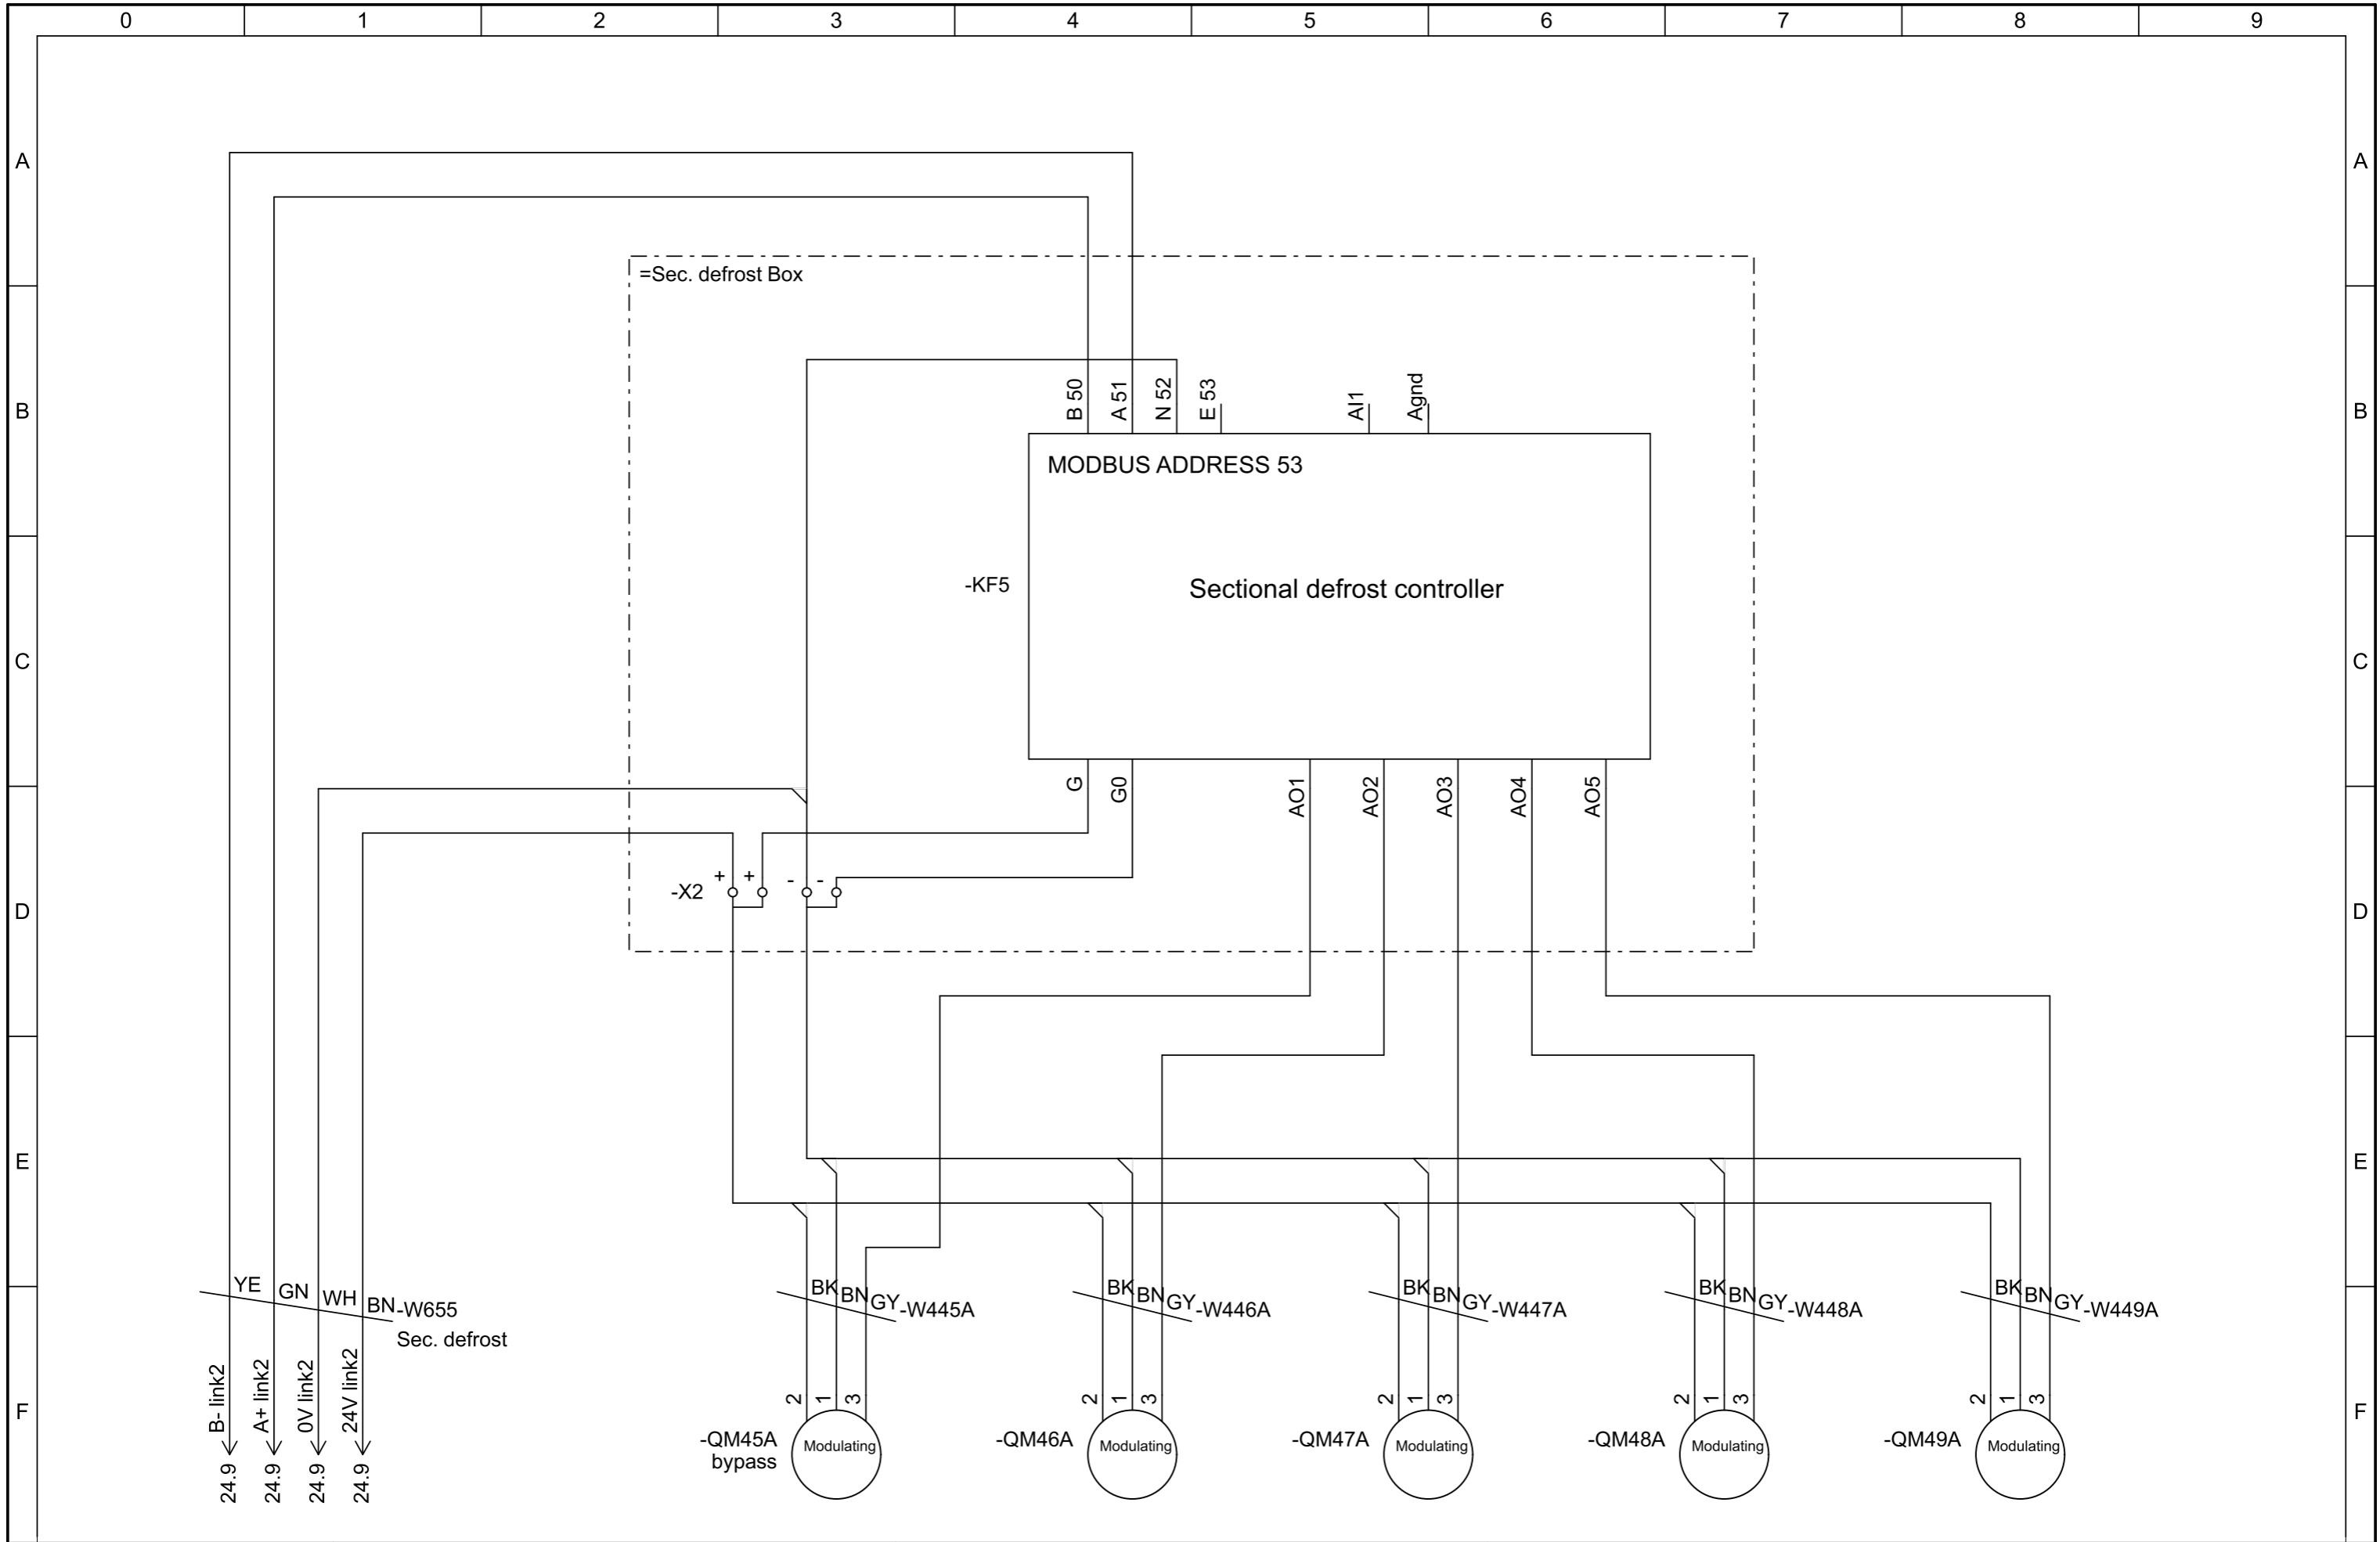 0 1 2 3 4 5 6 7 8 9
A A
=Sec. defrost Box
B 50 A 51 N 52 E 53 AI1 Agnd
B B
MODBUS ADDRESS 53
-KF5 Sectional defrost controller
C C
G G0 AO1 AO2 AO3 AO4 AO5
-X2 + + - -
D D
E E
YE GN WH BN -W655
Sec. defrost
BK BN GY -W445A
BK BN GY -W446A
BK BN GY -W447A
BK BN GY -W448A
BK BN GY -W449A
B- link2 A+ link2 0V link2 24V link2
24.9 24.9 24.9 24.9
F F
2 1 3 2 1 3 2 1 3 2 1 3 2 1 3
-QM45A Modulating
bypass
-QM46A Modulating
-QM47A Modulating
-QM48A Modulating
-QM49A Modulating